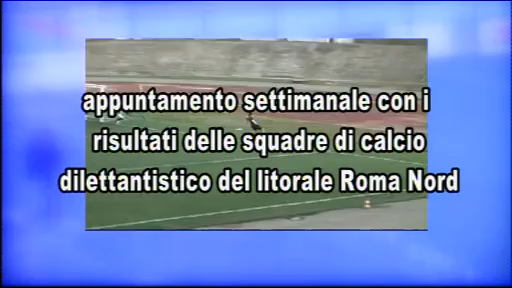 appuntamento settimanale con i
risultati delle squadre di calcio
dilettantistico del litorale Roma Nord